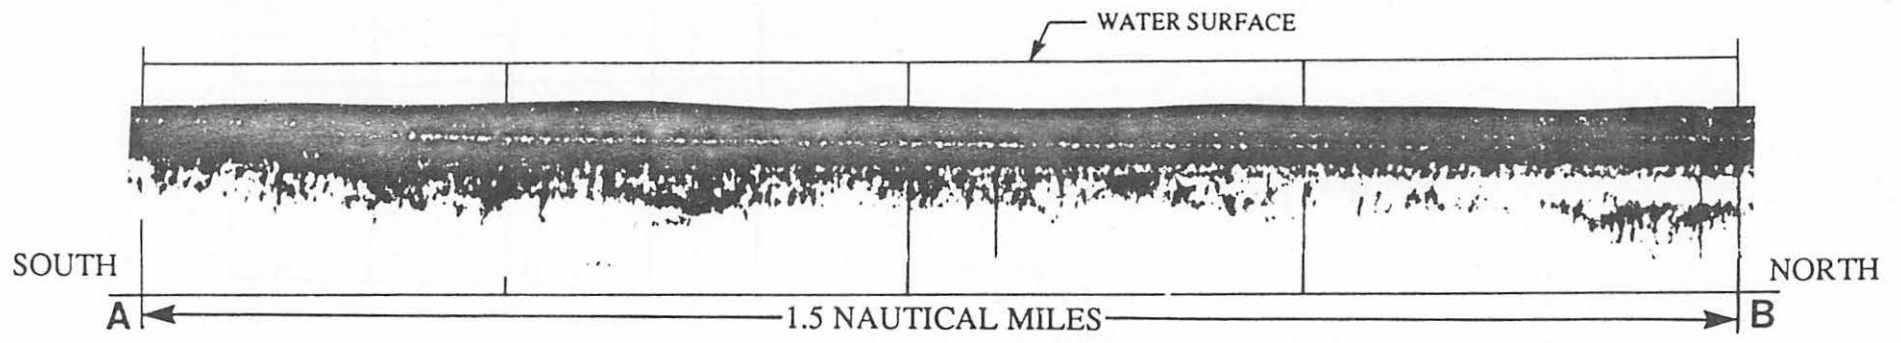 WATER SURFACE
SOUTH
NORTH
A
1.5 NAUTICAL MILES
B